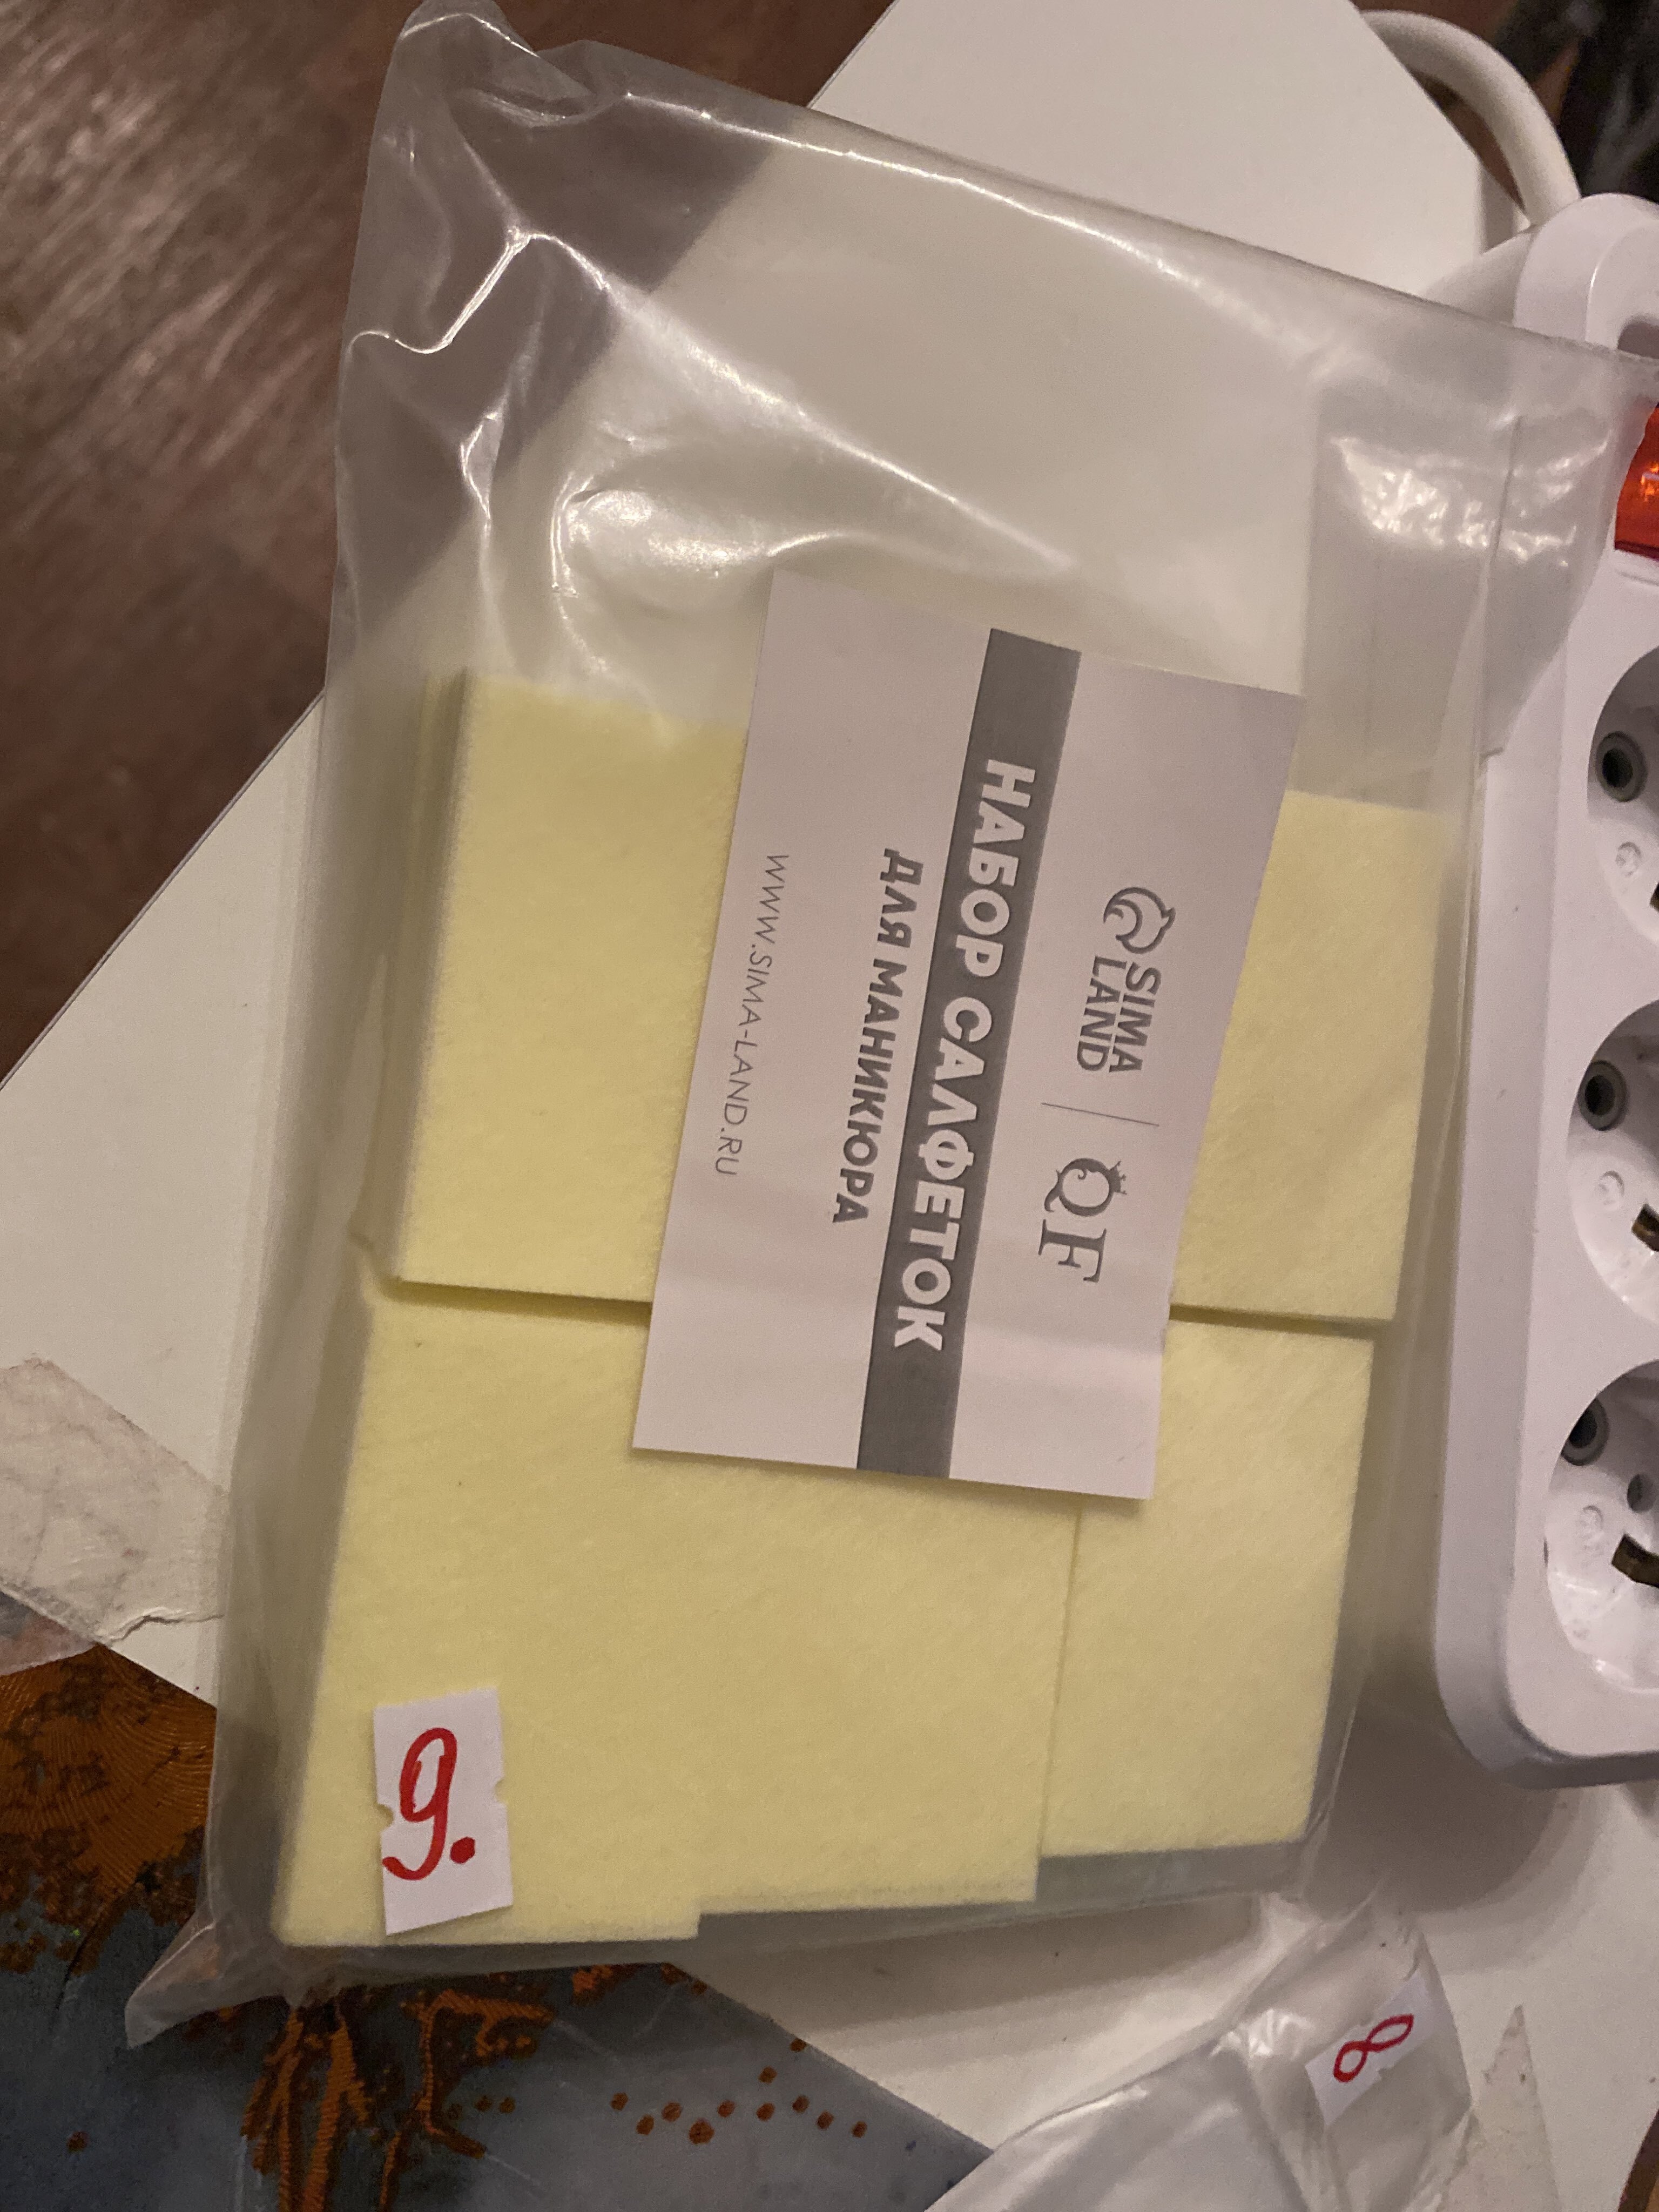 SIMA
LAND
QF
НАБОР САЛФЕТОК
ДЛЯ МАНИКЮРА
WWW.SIMA-LAND.RU
9.
8